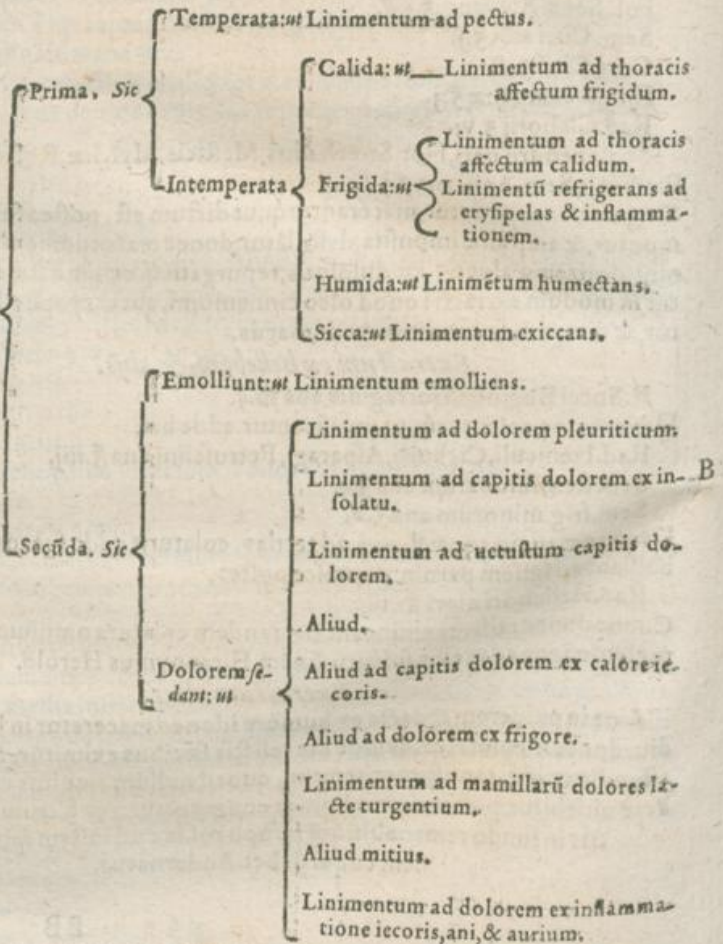 Temperata: ut Linimentum ad pectus.
Prima. Sic
Intemperata
Calida: ut Linimentum ad thoracis
affectum frigidum.
Frigida: ut
Linimentum ad thoracis
affectum calidum.
Linimentū refrigerans ad
erysipelas & inflamma-
tionem.
Humida: ut Linimētum humectans.
Sicca: ut Linimentum exiccans.
Secūda. Sic
Emolliunt: ut Linimentum emolliens.
Dolorem se-
dant: ut
Linimentum ad dolorem pleuriticum.
Linimentum ad capitis dolorem ex in-
solatu.
B
Linimentum ad uetustum capitis do-
lorem.
Aliud.
Aliud ad capitis dolorem ex calore ie-
coris.
Aliud ad dolorem ex frigore.
Linimentum ad mamillarū dolores la-
cte turgentium.
Aliud mitius.
Linimentum ad dolorem ex inflamma-
tione iecoris, ani, & aurium.